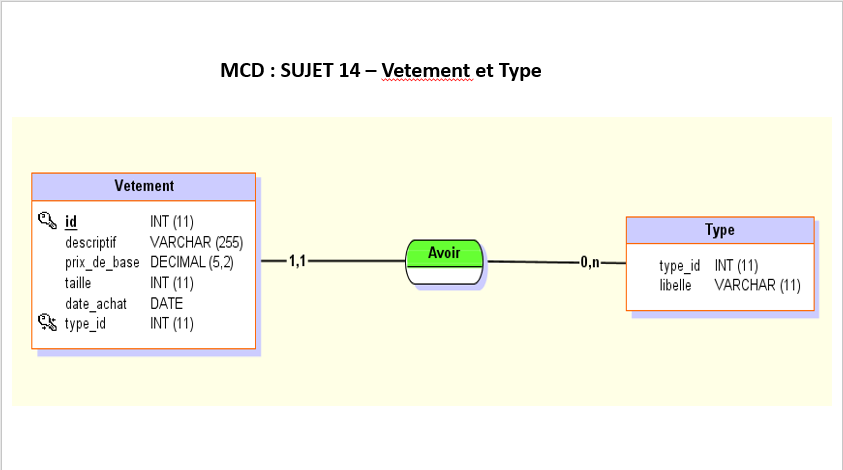 MCD : SUJET 14 – Vetement et Type
Vetement
id INT (11)
descriptif VARCHAR (255)
prix_de_base DECIMAL (5,2)
taille INT (11)
date_achat DATE
type_id INT (11)
1,1
Avoir
0,n
Type
type_id INT (11)
libelle VARCHAR (11)